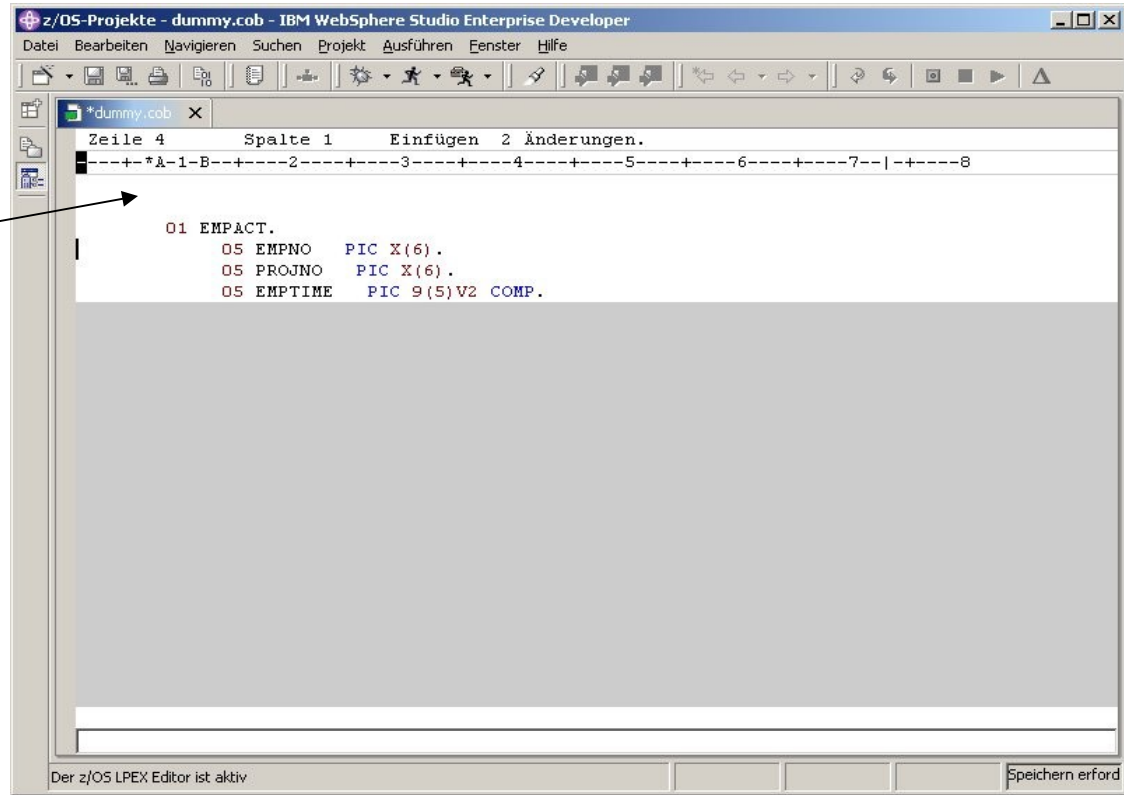 z/OS-Projekte - dummy.cob - IBM WebSphere Studio Enterprise Developer
Datei Bearbeiten Navigieren Suchen Projekt Ausführen Fenster Hilfe
*dummy.cob
Zeile 4 Spalte 1 Einfügen 2 Änderungen.
----+-*A-1-B--+----2----+----3----+----4----+----5----+----6----+----7--|-+----8
01 EMPACT.
05 EMPNO PIC X(6).
05 PROJNO PIC X(6).
05 EMPTIME PIC 9(5)V2 COMP.
Der z/OS LPEX Editor ist aktiv
Speichern erford